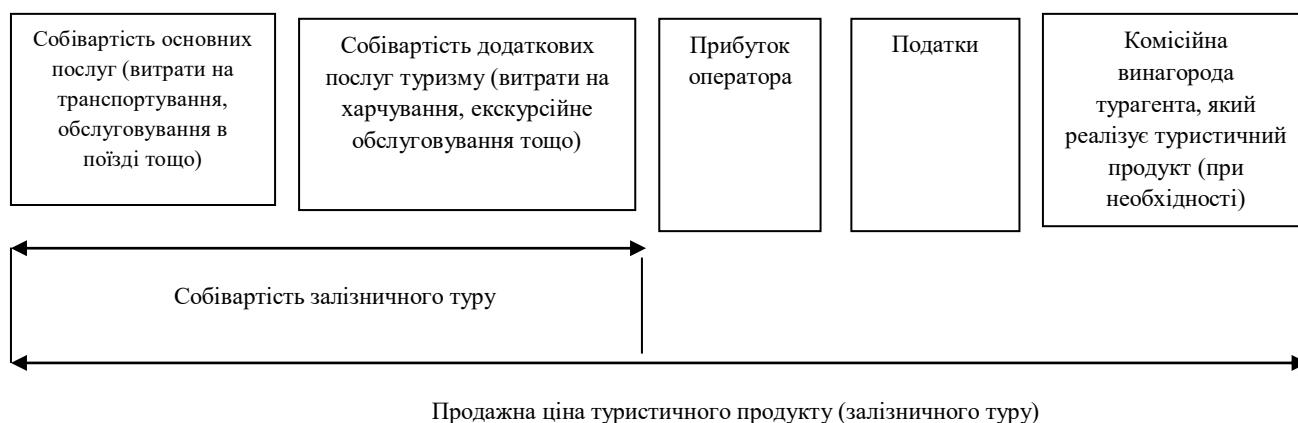 Собівартість основних
послуг (витрати на
транспортування,
обслуговування в
поїзді тощо)
Собівартість додаткових
послуг туризму (витрати на
харчування, екскурсійне
обслуговування тощо)
Прибуток
оператора
Податки
Комісійна
винагорода
турагента, який
реалізує туристичний
продукт (при
необхідності)
Собівартість залізничного туру
Продажна ціна туристичного продукту (залізничного туру)